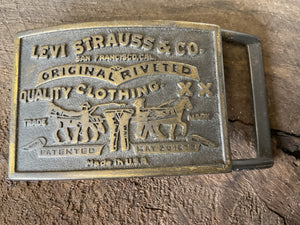 LEVI STRAUSS & CO.
SAN FRANCISCO, CAL.
ORIGINAL RIVETED
QUALITY CLOTHING XX
TRADE MARK
PATENTED MAY 20 1873
Made in U.S.A.